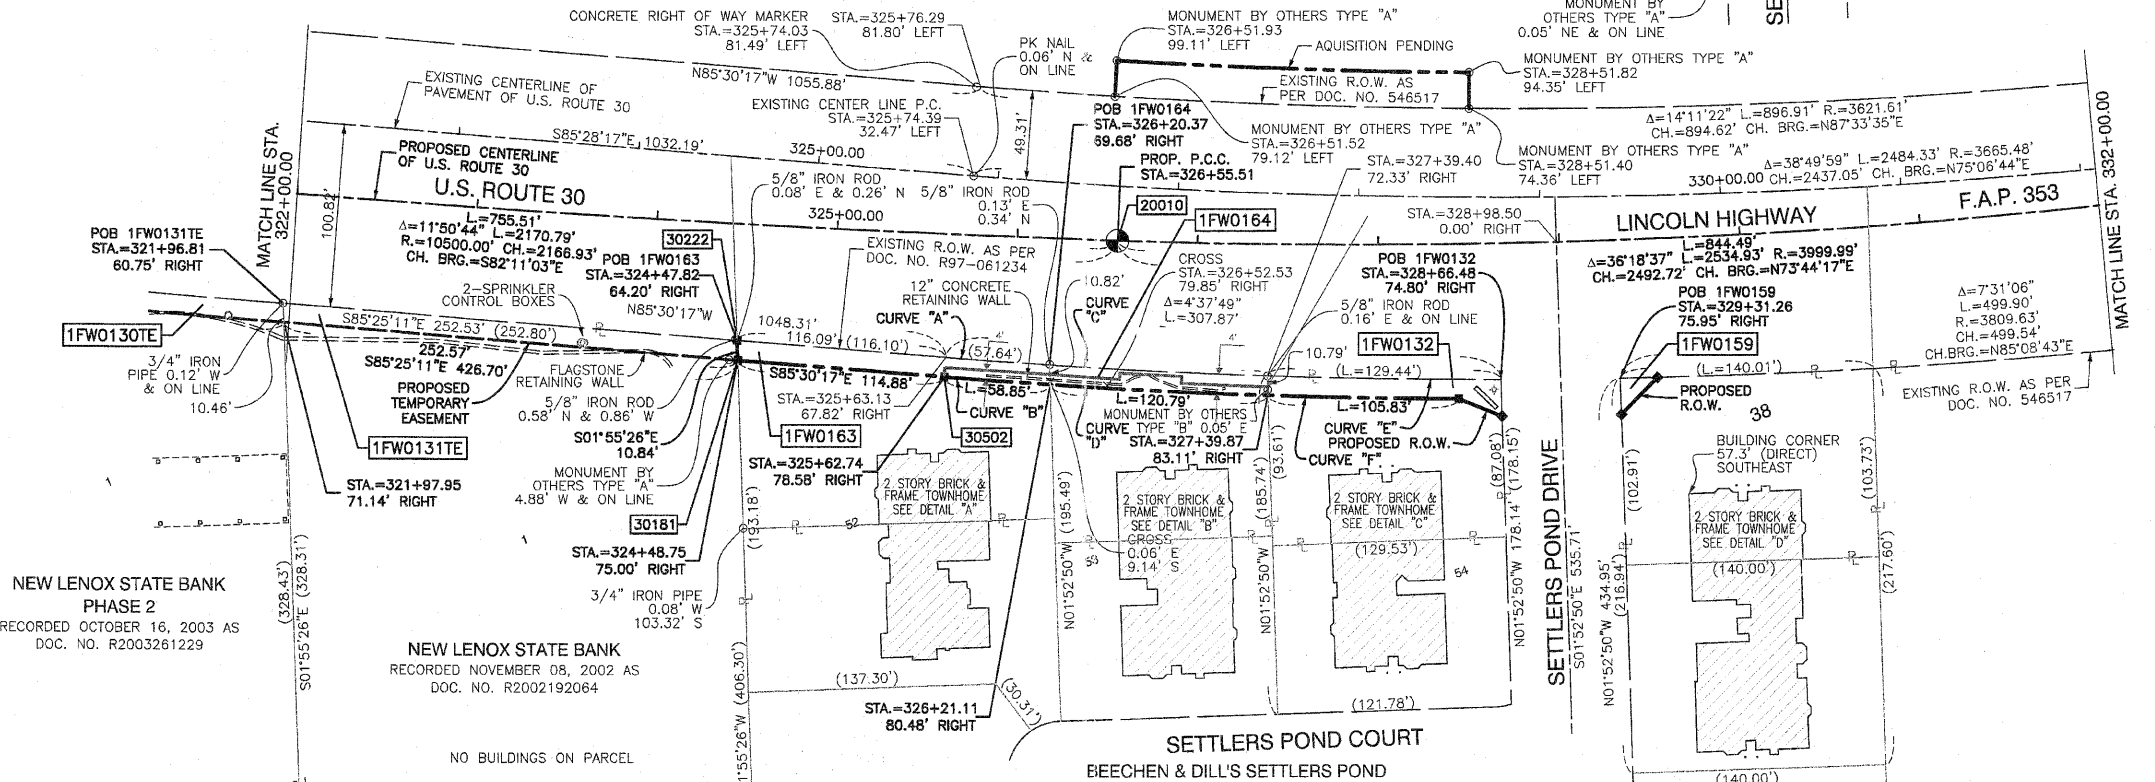 CONCRETE RIGHT OF WAY MARKER
STA.=325+74.03
81.49' LEFT
STA.=325+76.29
81.80' LEFT
MONUMENT BY OTHERS TYPE "A"
STA.=326+51.93
99.11' LEFT
MONUMENT BY
OTHERS TYPE "A"
0.05' NE & ON LINE
SE
PK NAIL
0.06' N &
ON LINE
AQUISITION PENDING
MONUMENT BY OTHERS TYPE "A"
STA.=328+51.82
94.35' LEFT
N85°30'17"W 1055.88'
EXISTING CENTERLINE OF
PAVEMENT OF U.S. ROUTE 30
EXISTING CENTER LINE P.C.
STA.=325+74.39
32.47' LEFT
EXISTING R.O.W. AS
PER DOC. NO. 546517
POB 1FW0164
STA.=326+20.37
69.68' RIGHT
49.31'
MONUMENT BY OTHERS TYPE "A"
STA.=326+51.52
79.12' LEFT
Δ=14°11'22" L.=896.91' R.=3621.61'
CH.=894.62' CH. BRG.=N87°33'35"E
MATCH LINE STA.
322+00.00
S85°28'17"E 1032.19'
325+00.00
PROPOSED CENTERLINE
OF U.S. ROUTE 30
U.S. ROUTE 30
100.82'
PROP. P.C.C.
STA.=326+55.51
STA.=327+39.40
72.33' RIGHT
MONUMENT BY OTHERS TYPE "A"
STA.=328+51.40
74.36' LEFT
Δ=38°49'59" L.=2484.33' R.=3665.48'
330+00.00 CH.=2437.05' CH. BRG.=N75°06'44"E
MATCH LINE STA. 332+00.00
5/8" IRON ROD
0.08' E & 0.26' N
5/8" IRON ROD
0.13' E
0.34' N
20010
1FW0164
325+00.00
STA.=328+98.50
0.00' RIGHT
LINCOLN HIGHWAY
F.A.P. 353
POB 1FW0131TE
STA.=321+96.81
60.75' RIGHT
L.=755.51'
Δ=11°50'44" L.=2170.79'
R.=10500.00' CH.=2166.93'
CH. BRG.=S82°11'03"E
30222
POB 1FW0163
STA.=324+47.82
64.20' RIGHT
EXISTING R.O.W. AS PER
DOC. NO. R97-061234
CROSS
STA.=326+52.53
79.85' RIGHT
Δ=4°37'49"
L.=307.87'
POB 1FW0132
STA.=328+66.48
74.80' RIGHT
L.=844.49'
Δ=36°18'37" L.=2534.93' R.=3999.99'
CH.=2492.72' CH. BRG.=N73°44'17"E
POB 1FW0159
STA.=329+31.26
75.95' RIGHT
Δ=7°31'06"
L.=499.90'
R.=3809.63'
CH.=499.54'
CH.BRG.=N85°08'43"E
2-SPRINKLER
CONTROL BOXES
N85°30'17"W
1048.31'
12" CONCRETE
RETAINING WALL
10.82'
CURVE "A"
CURVE
"C"
5/8" IRON ROD
0.16' E & ON LINE
1FW0130TE
S85°25'11"E 252.53' (252.80')
116.09' (116.10')
(57.64')
4'
4'
10.79'
1FW0132
(L.=129.44')
1FW0159
(L.=140.01')
3/4" IRON
PIPE 0.12' W
& ON LINE
10.46'
252.57'
S85°25'11"E 426.70'
PROPOSED
TEMPORARY
EASEMENT
FLAGSTONE
RETAINING WALL
S85°30'17"E 114.88'
STA.=325+63.13
67.82' RIGHT
L.=58.85'
CURVE "B"
L.=120.79'
MONUMENT BY OTHERS
TYPE "B" 0.05' E
CURVE
"D"
STA.=327+39.87
83.11' RIGHT
L.=105.83'
CURVE "E"
PROPOSED R.O.W.
CURVE "F"
PROPOSED
R.O.W.
38
EXISTING R.O.W. AS PER
DOC. NO. 546517
5/8" IRON ROD
0.58' N & 0.86' W
S01°55'26"E
10.84'
1FW0163
30502
1FW0131TE
STA.=325+62.74
78.58' RIGHT
MONUMENT BY
OTHERS TYPE "A"
4.88' W & ON LINE
BUILDING CORNER
57.3' (DIRECT)
SOUTHEAST
STA.=321+97.95
71.14' RIGHT
30181
STA.=324+48.75
75.00' RIGHT
(193.18')
2 STORY BRICK &
FRAME TOWNHOME
SEE DETAIL "A"
52
(195.49')
2 STORY BRICK &
FRAME TOWNHOME
SEE DETAIL "B"
CROSS
0.06' E
9.14' S
53
(93.61')
(185.74')
2 STORY BRICK &
FRAME TOWNHOME
SEE DETAIL "C"
(129.53')
54
(87.08')
(178.15')
(102.91')
2 STORY BRICK &
FRAME TOWNHOME
SEE DETAIL "D"
(140.00')
(103.73')
(217.60')
NEW LENOX STATE BANK
PHASE 2
RECORDED OCTOBER 16, 2003 AS
DOC. NO. R2003261229
(328.43')
S01°55'26"E (328.31')
3/4" IRON PIPE
0.08' W
103.32' S
N01°52'50"W
N01°52'50"W
N01°52'50"W 178.14'
SETTLERS POND DRIVE
S01°52'50"E 535.71'
N01°52'50"W 434.95'
(216.94')
NEW LENOX STATE BANK
RECORDED NOVEMBER 08, 2002 AS
DOC. NO. R2002192064
1°55'26"W (406.30')
(137.30')
(30.31')
STA.=326+21.11
80.48' RIGHT
(121.78')
SETTLERS POND COURT
BEECHEN & DILL'S SETTLERS POND
NO BUILDINGS ON PARCEL
(140.00')